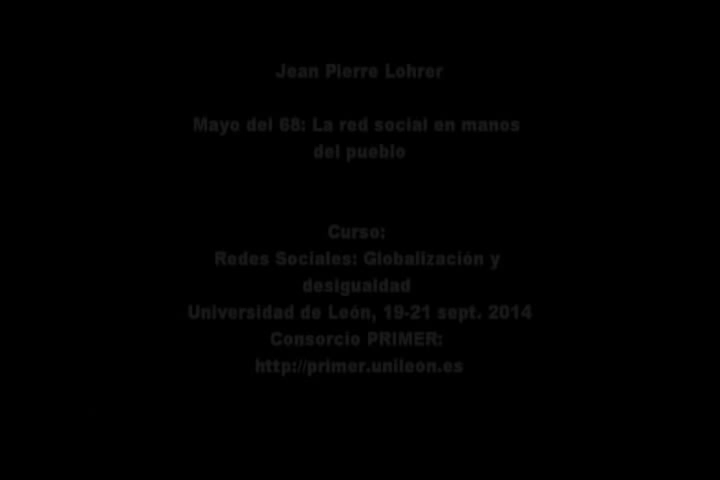 Jean Pierre Lohrer
Mayo del 68: La red social en manos
del pueblo
Curso:
Redes Sociales: Globalización y
desigualdad
Universidad de León, 19-21 sept. 2014
Consorcio PRIMER:
http://primer.unileon.es